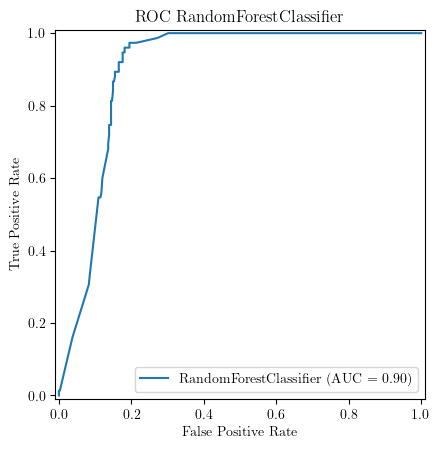 ROC RandomForestClassifier
1.0
0.8
0.6
0.4
0.2
0.0
True Positive Rate
RandomForestClassifier (AUC = 0.90)
0.0 0.2 0.4 0.6 0.8 1.0
False Positive Rate